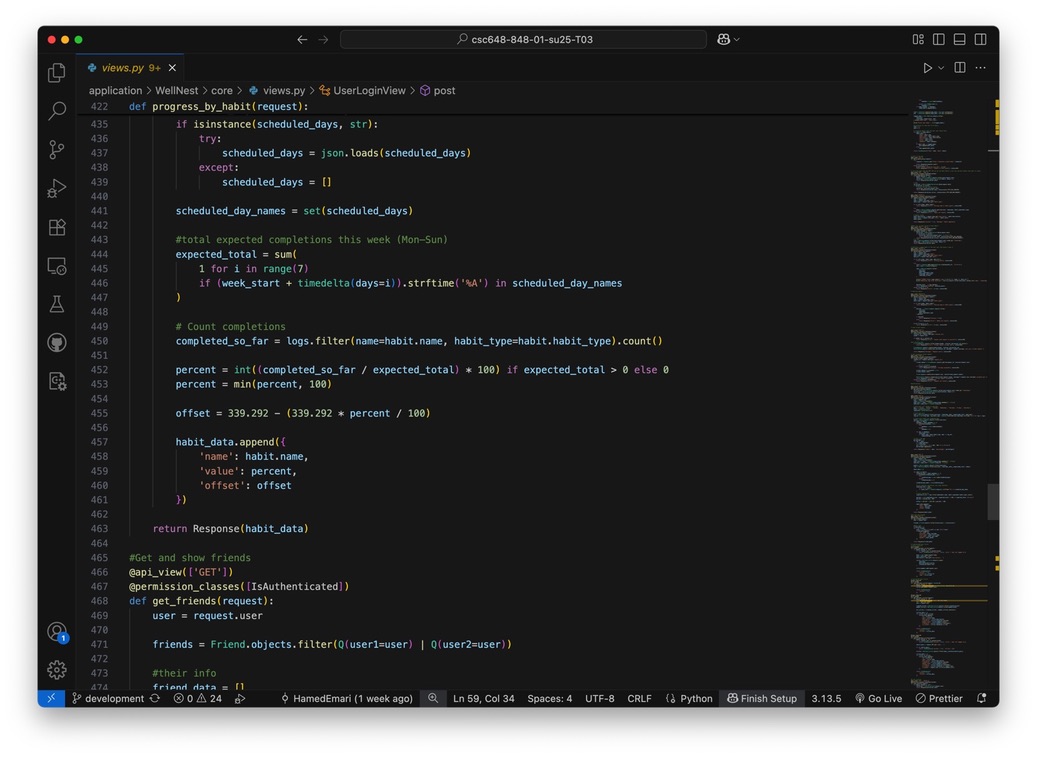 csc648-848-01-su25-T03
views.py 9+
application > WellNest > core > views.py > UserLoginView > post
422 def progress_by_habit(request):
435 if isinstance(scheduled_days, str):
436 try:
437 scheduled_days = json.loads(scheduled_days)
438 except:
439 scheduled_days = []
440
441 scheduled_day_names = set(scheduled_days)
442
443 #total expected completions this week (Mon–Sun)
444 expected_total = sum(
445 1 for i in range(7)
446 if (week_start + timedelta(days=i)).strftime('%A') in scheduled_day_names
447 )
448
449 # Count completions
450 completed_so_far = logs.filter(name=habit.name, habit_type=habit.habit_type).count()
451
452 percent = int((completed_so_far / expected_total) * 100) if expected_total > 0 else 0
453 percent = min(percent, 100)
454
455 offset = 339.292 - (339.292 * percent / 100)
456
457 habit_data.append({
458 'name': habit.name,
459 'value': percent,
460 'offset': offset
461 })
462
463 return Response(habit_data)
464
465 #Get and show friends
466 @api_view(['GET'])
467 @permission_classes([IsAuthenticated])
468 def get_friends(request):
469 user = request.user
470
471 friends = Friend.objects.filter(Q(user1=user) | Q(user2=user))
472
473 #their info
474 friend_data = []
1
development 0 24 HamedEmari (1 week ago) Ln 59, Col 34 Spaces: 4 UTF-8 CRLF Python Finish Setup 3.13.5 Go Live Prettier